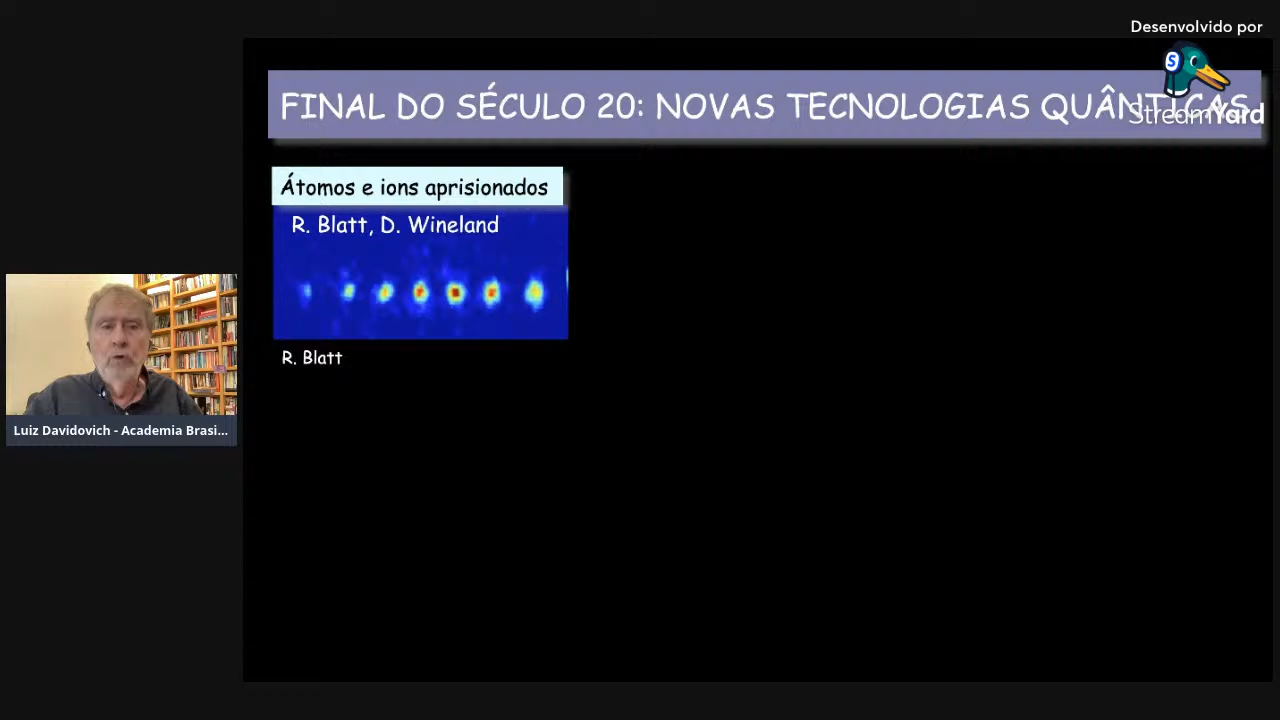 Desenvolvido por
StreamYard
FINAL DO SÉCULO 20: NOVAS TECNOLOGIAS QUÂNTICAS
Átomos e ions aprisionados
R. Blatt, D. Wineland
R. Blatt
Luiz Davidovich - Academia Brasi...